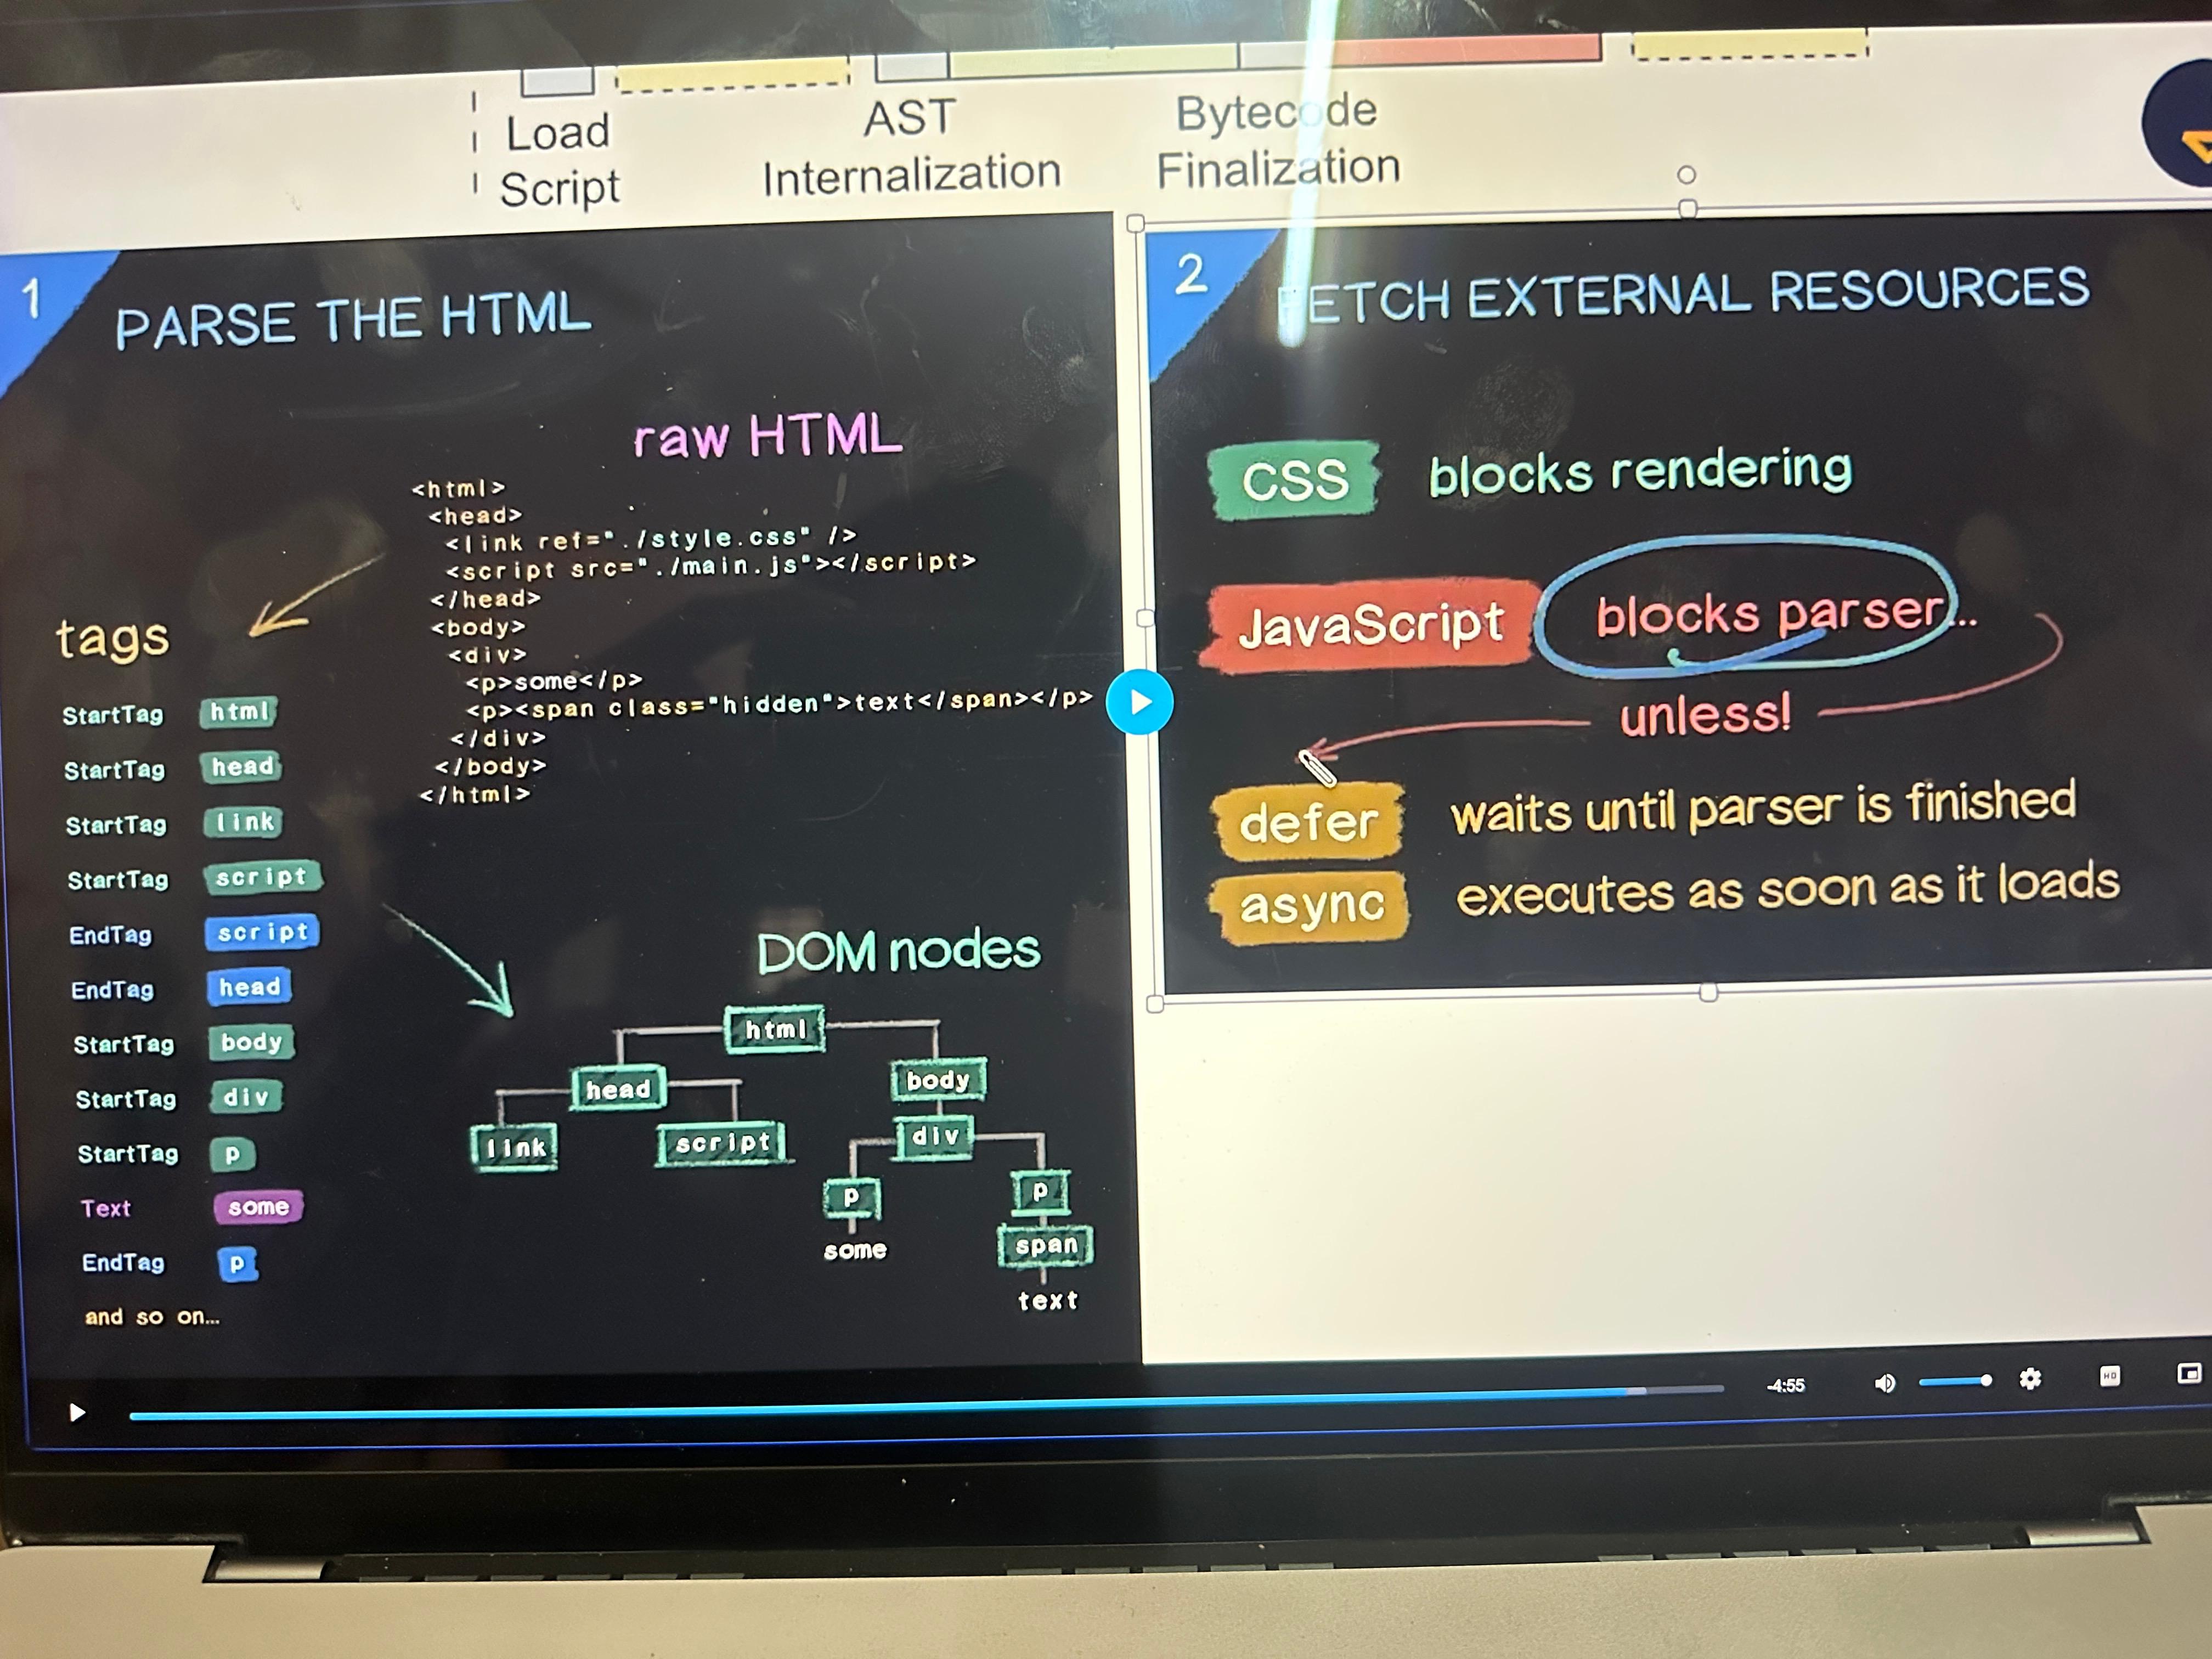 Load
Script
AST
Internalization
Bytecode
Finalization
1
PARSE THE HTML
raw HTML
<html>
<head>
<link ref="./style.css" />
<script src="./main.js"></script>
</head>
<body>
<div>
<p>some</p>
<p><span class="hidden">text</span></p>
</div>
</body>
</html>
tags
StartTag html
StartTag head
StartTag link
StartTag script
EndTag script
EndTag head
StartTag body
StartTag div
StartTag p
Text some
EndTag p
and so on...
DOM nodes
html
head
body
link
script
div
p
p
some
span
text
2
FETCH EXTERNAL RESOURCES
CSS blocks rendering
JavaScript blocks parser...
unless!
defer waits until parser is finished
async executes as soon as it loads
-4:55
HD